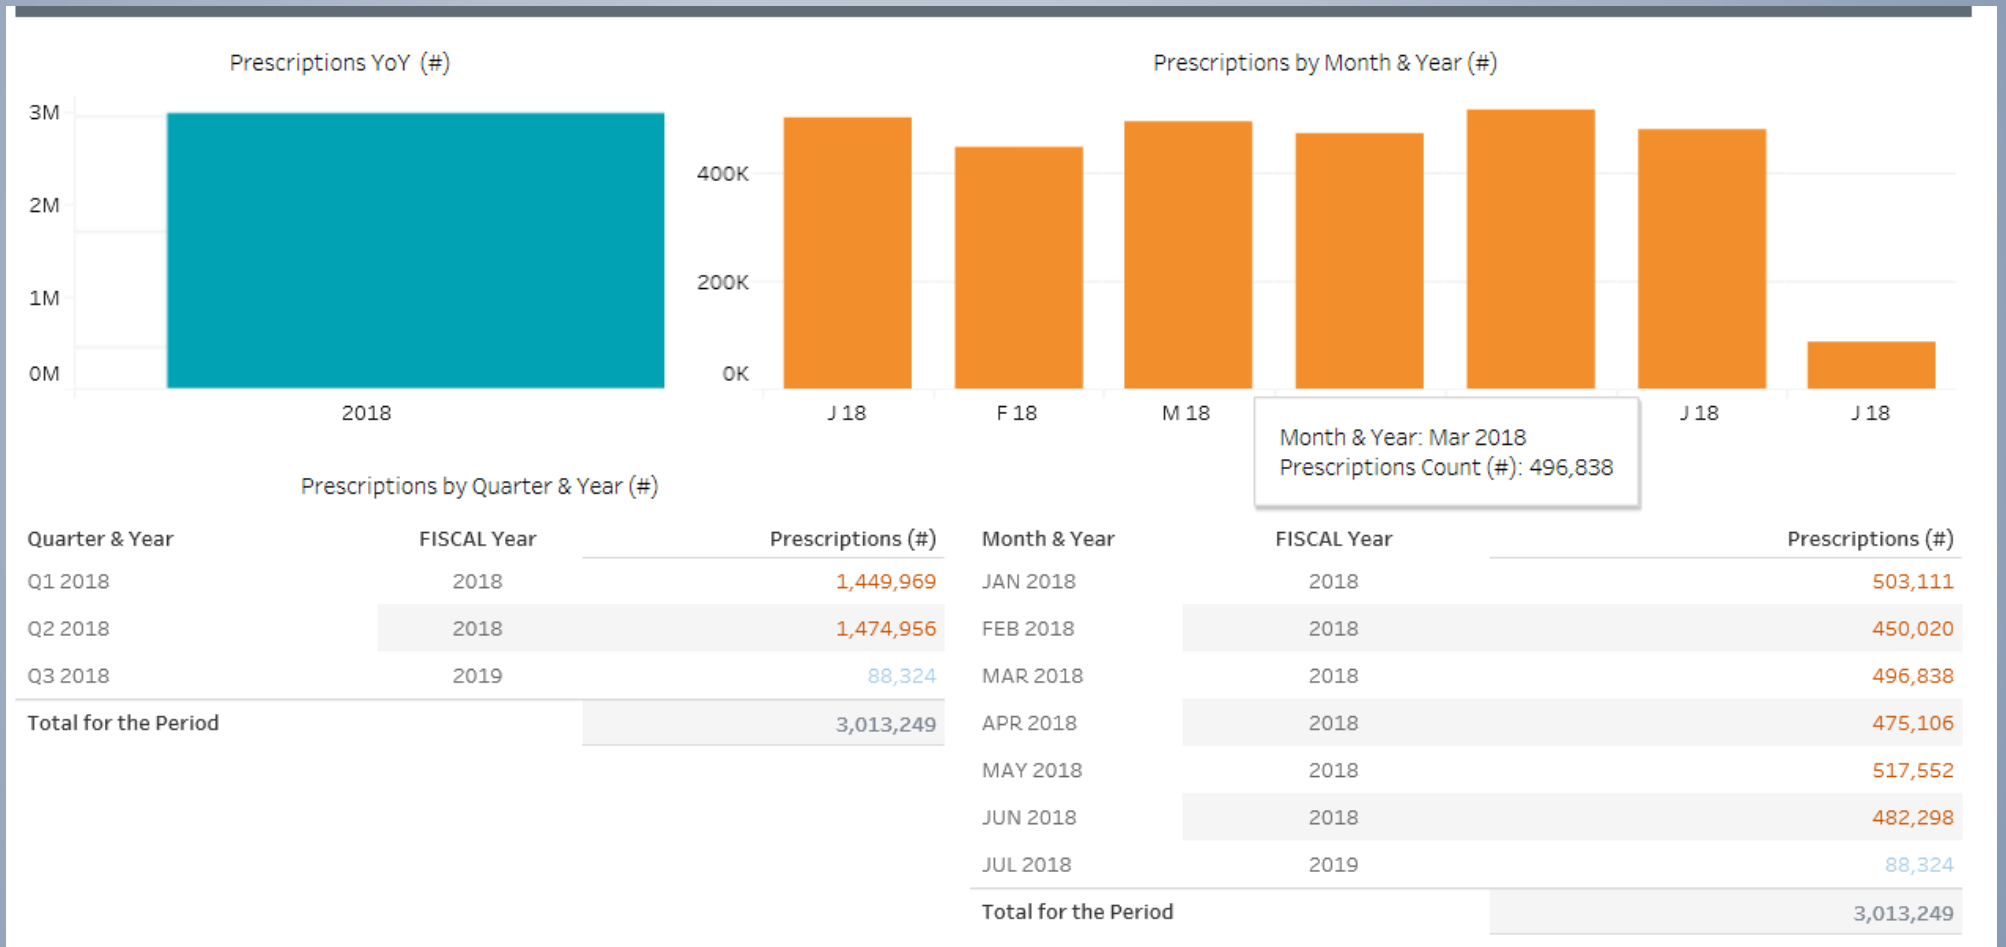 Prescriptions YoY (#)
3M
2M
1M
0M
2018
Prescriptions by Month & Year (#)
400K
200K
0K
J 18
F 18
M 18
J 18
J 18
Month & Year: Mar 2018
Prescriptions Count (#): 496,838
Prescriptions by Quarter & Year (#)
Quarter & Year FISCAL Year Prescriptions (#)
Q1 2018 2018 1,449,969
Q2 2018 2018 1,474,956
Q3 2018 2019 88,324
Total for the Period 3,013,249
Month & Year FISCAL Year Prescriptions (#)
JAN 2018 2018 503,111
FEB 2018 2018 450,020
MAR 2018 2018 496,838
APR 2018 2018 475,106
MAY 2018 2018 517,552
JUN 2018 2018 482,298
JUL 2018 2019 88,324
Total for the Period 3,013,249